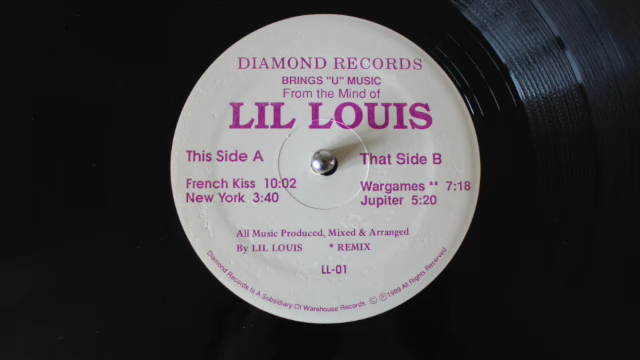 DIAMOND RECORDS
BRINGS "U" MUSIC
From the Mind of
LIL LOUIS
This Side A
French Kiss 10:02
New York 3:40
That Side B
Wargames ** 7:18
Jupiter 5:20
All Music Produced, Mixed & Arranged
By LIL LOUIS * REMIX
LL-01
Diamond Records Is A Subsidiary Of Warehouse Records. © ℗1989 All Rights Reserved